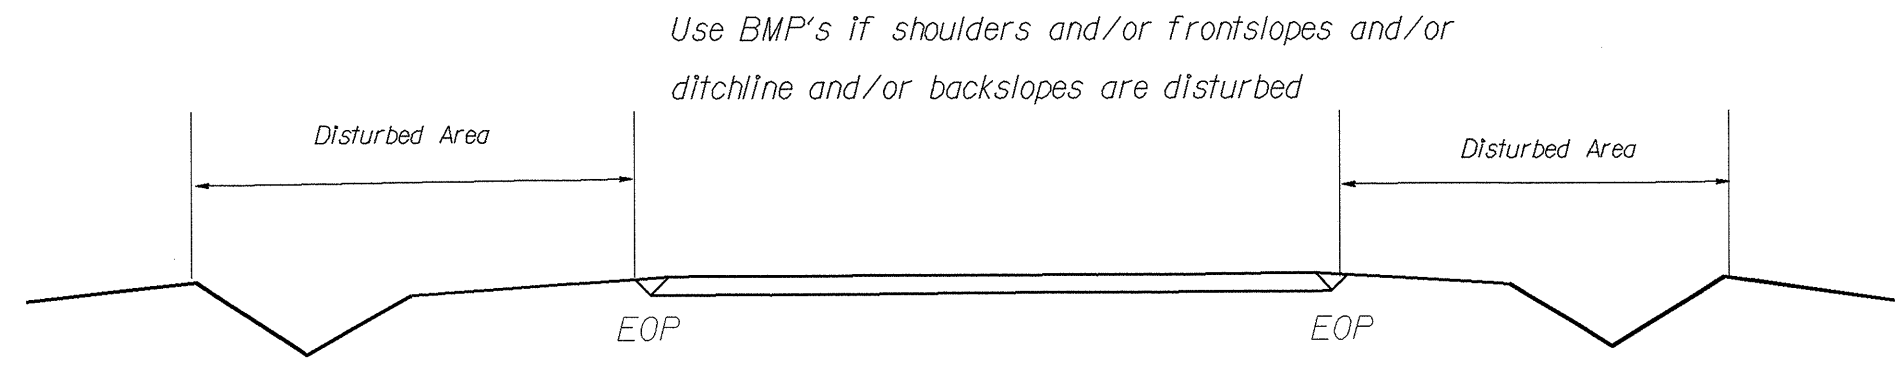 Use BMP's if shoulders and/or frontslopes and/or
ditchline and/or backslopes are disturbed
Disturbed Area
Disturbed Area
EOP
EOP